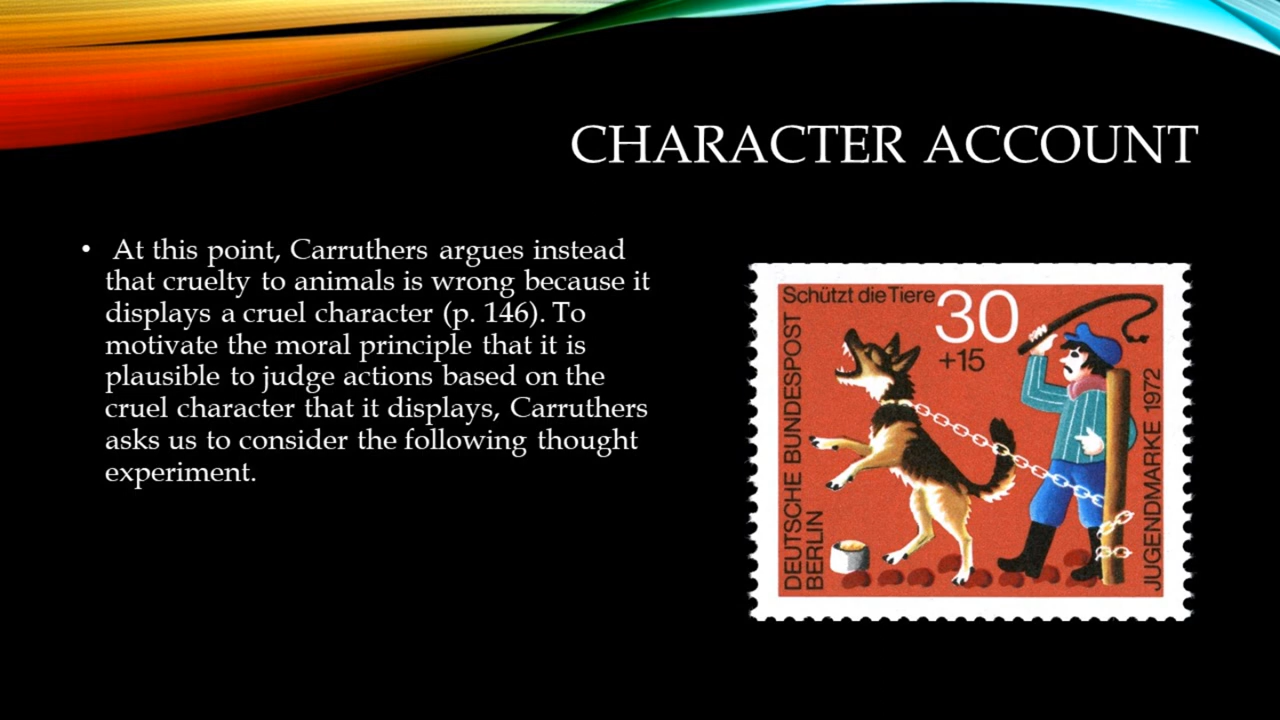 CHARACTER ACCOUNT
• At this point, Carruthers argues instead
that cruelty to animals is wrong because it
displays a cruel character (p. 146). To
motivate the moral principle that it is
plausible to judge actions based on the
cruel character that it displays, Carruthers
asks us to consider the following thought
experiment.
Schützt die Tiere
30
+15
DEUTSCHE BUNDESPOST
BERLIN
JUGENDMARKE 1972